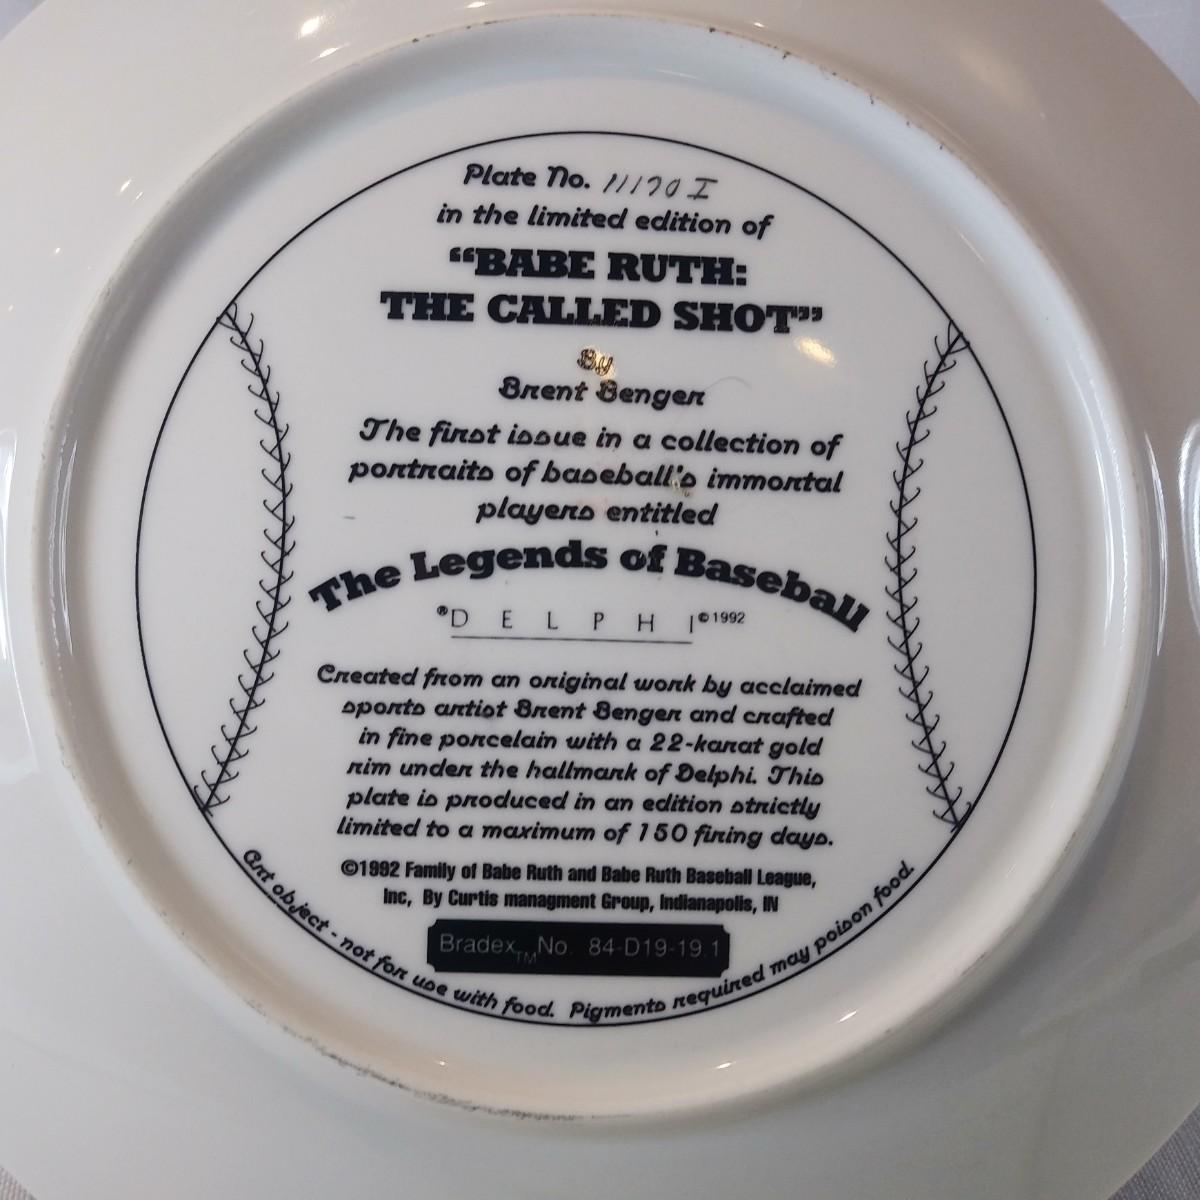 Plate No. 11170 I
in the limited edition of
“BABE RUTH:
THE CALLED SHOT”
By
Brent Benger
The first issue in a collection of
portraits of baseball's immortal
players entitled
The Legends of Baseball
®DELPHI©1992
Created from an original work by acclaimed
sports artist Brent Benger and crafted
in fine porcelain with a 22-karat gold
rim under the hallmark of Delphi. This
plate is produced in an edition strictly
limited to a maximum of 150 firing days.
©1992 Family of Babe Ruth and Babe Ruth Baseball League,
Inc, By Curtis managment Group, Indianapolis, IN
Bradex™ No. 84-D19-19.1
Art object - not for use with food. Pigments required may poison food.